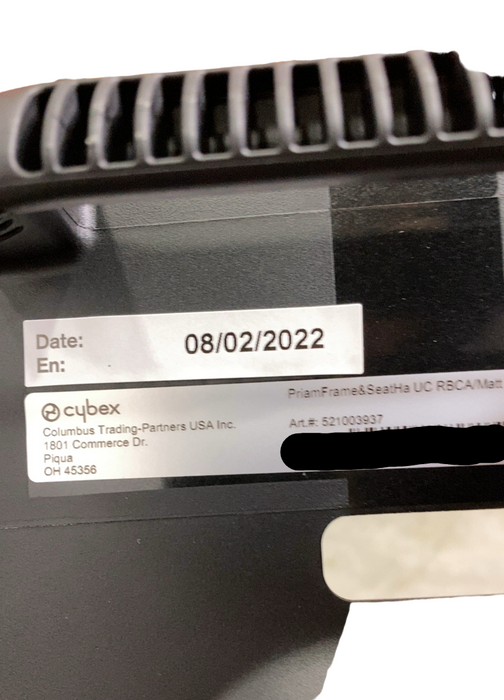 Date: 08/02/2022
En:
cybex
Columbus Trading-Partners USA Inc.
1801 Commerce Dr.
Piqua
OH 45356
PriamFrame&SeatHa UC RBCA/Matt
Art.#: 521003937